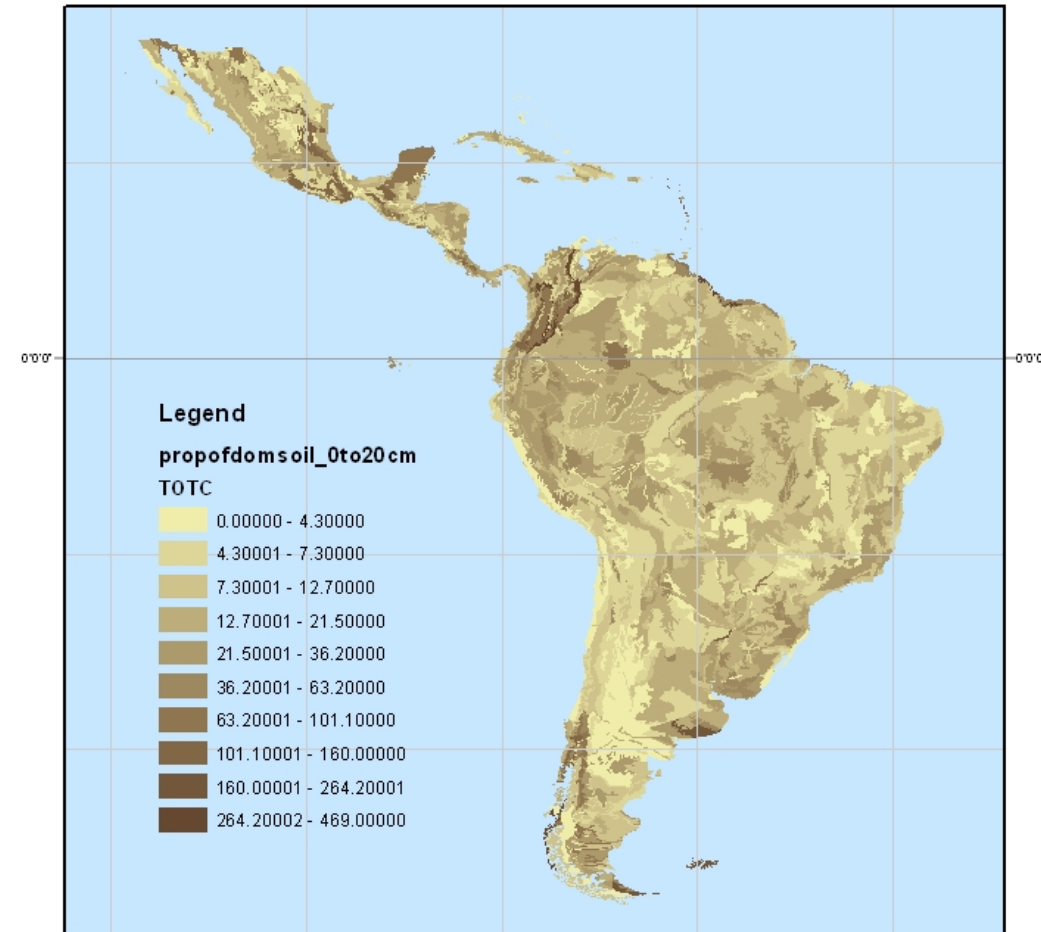 0°0'0"
0°0'0
Legend
propofdomsoil_0to20cm
TOTC
0.00000 - 4.30000
4.30001 - 7.30000
7.30001 - 12.70000
12.70001 - 21.50000
21.50001 - 36.20000
36.20001 - 63.20000
63.20001 - 101.10000
101.10001 - 160.00000
160.00001 - 264.20001
264.20002 - 469.00000